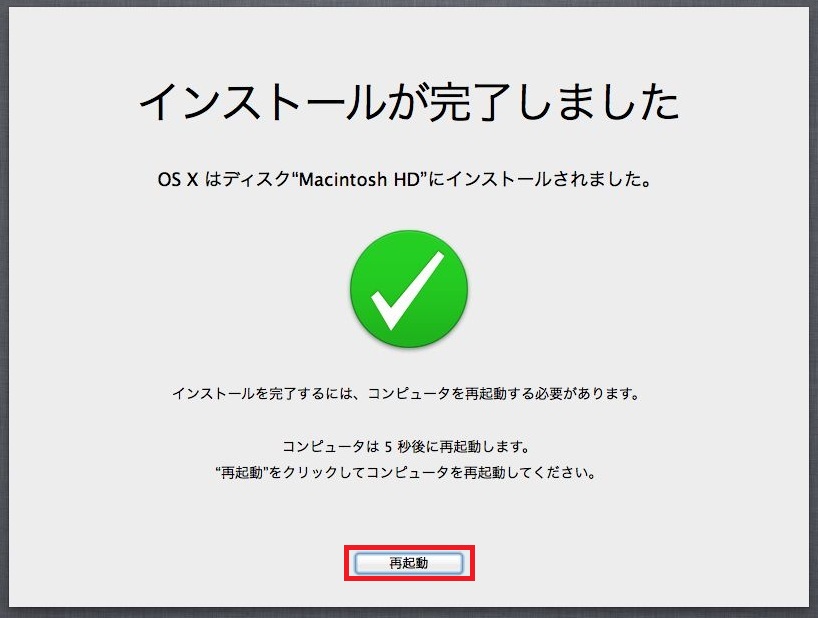 インストールが完了しました
OS X はディスク“Macintosh HD”にインストールされました。
インストールを完了するには、コンピュータを再起動する必要があります。
コンピュータは 5 秒後に再起動します。
“再起動”をクリックしてコンピュータを再起動してください。
再起動